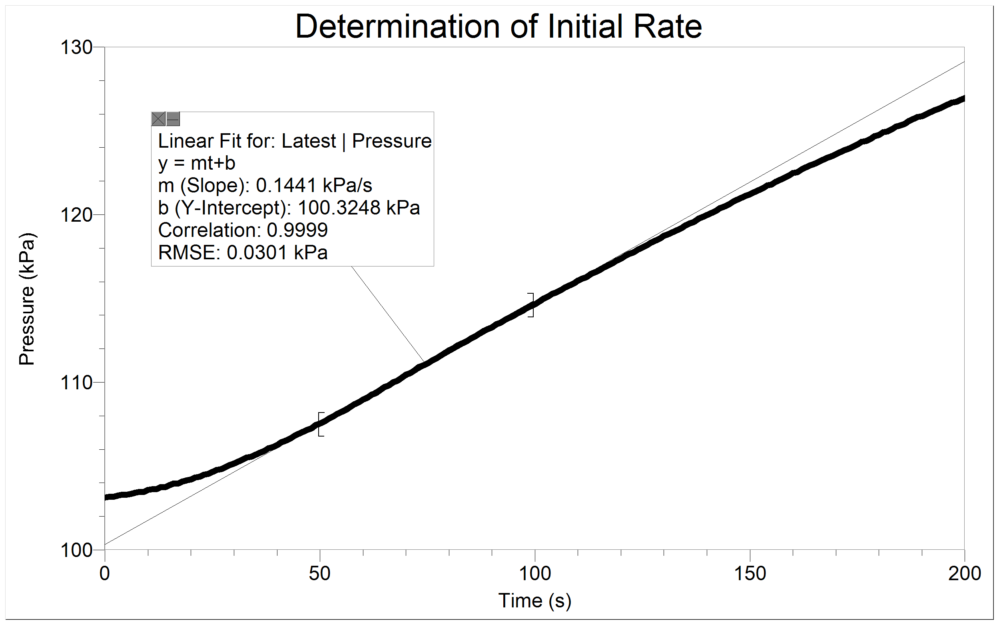 Determination of Initial Rate
130
120
110
100
Pressure (kPa)
Linear Fit for: Latest | Pressure
y = mt+b
m (Slope): 0.1441 kPa/s
b (Y-Intercept): 100.3248 kPa
Correlation: 0.9999
RMSE: 0.0301 kPa
0
50
100
150
200
Time (s)